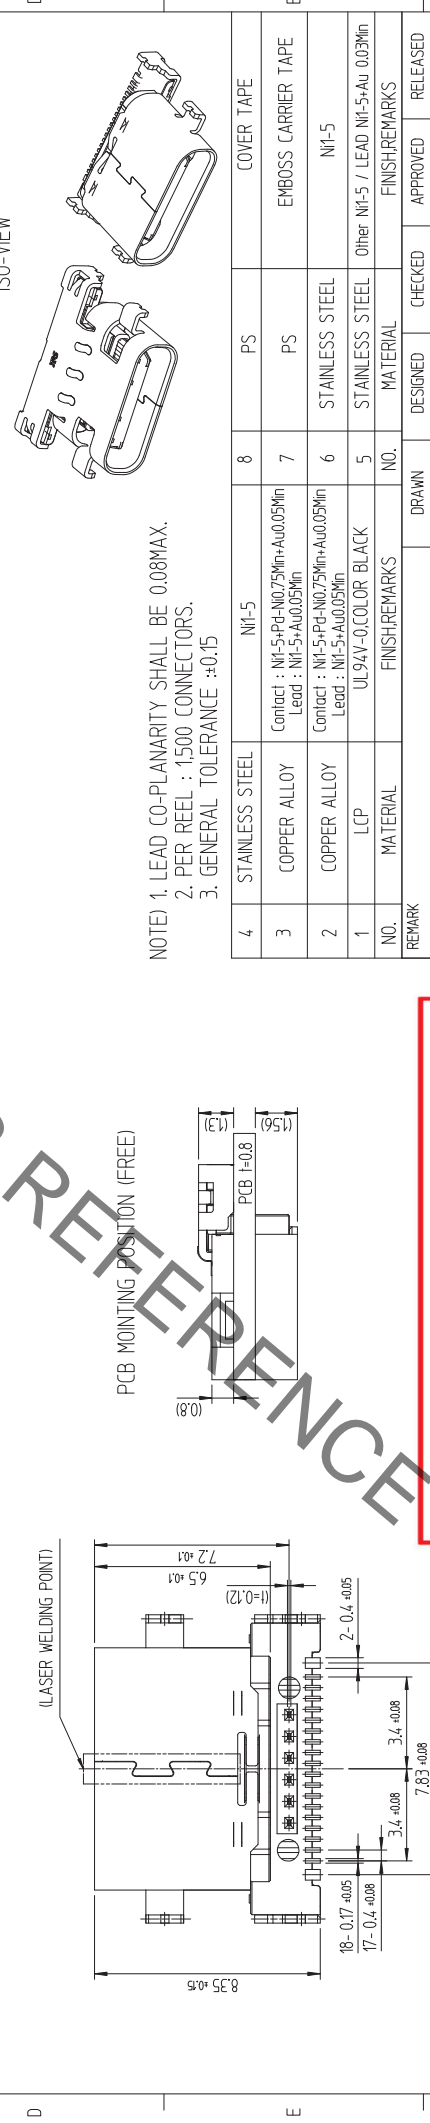 ISO-VIEW
NOTE) 1. LEAD CO-PLANARITY SHALL BE 0.08MAX.
2. PER REEL : 1,500 CONNECTORS.
3. GENERAL TOLERANCE :±0.15
4 STAINLESS STEEL Ni1-5 8 PS COVER TAPE
3 COPPER ALLOY Contact : Ni1-5+Pd-Ni0.75Min+Au0.05Min
Lead : Ni1-5+Au0.05Min 7 PS EMBOSS CARRIER TAPE
2 COPPER ALLOY Contact : Ni1-5+Pd-Ni0.75Min+Au0.05Min
Lead : Ni1-5+Au0.05Min 6 STAINLESS STEEL Ni1-5
1 LCP UL94V-0,COLOR BLACK 5 STAINLESS STEEL Other Ni1-5 / LEAD Ni1-5+Au 0.03Min
NO. MATERIAL FINISH,REMARKS NO. MATERIAL FINISH,REMARKS
REMARK DRAWN DESIGNED CHECKED APPROVED RELEASED
PCB MOINTING POSITION (FREE)
(1.3)
(1.56)
PCB t=0.8
(0.8)
REFERENCE
(LASER WELDING POINT)
7.2 ±0.1
6.5 ±0.1
(t=0.12)
8.35 ±0.15
2- 0.4 ±0.05
18- 0.17 ±0.05
17- 0.4 ±0.08
3.4 ±0.08
3.4 ±0.08
7.83 ±0.08
D
E